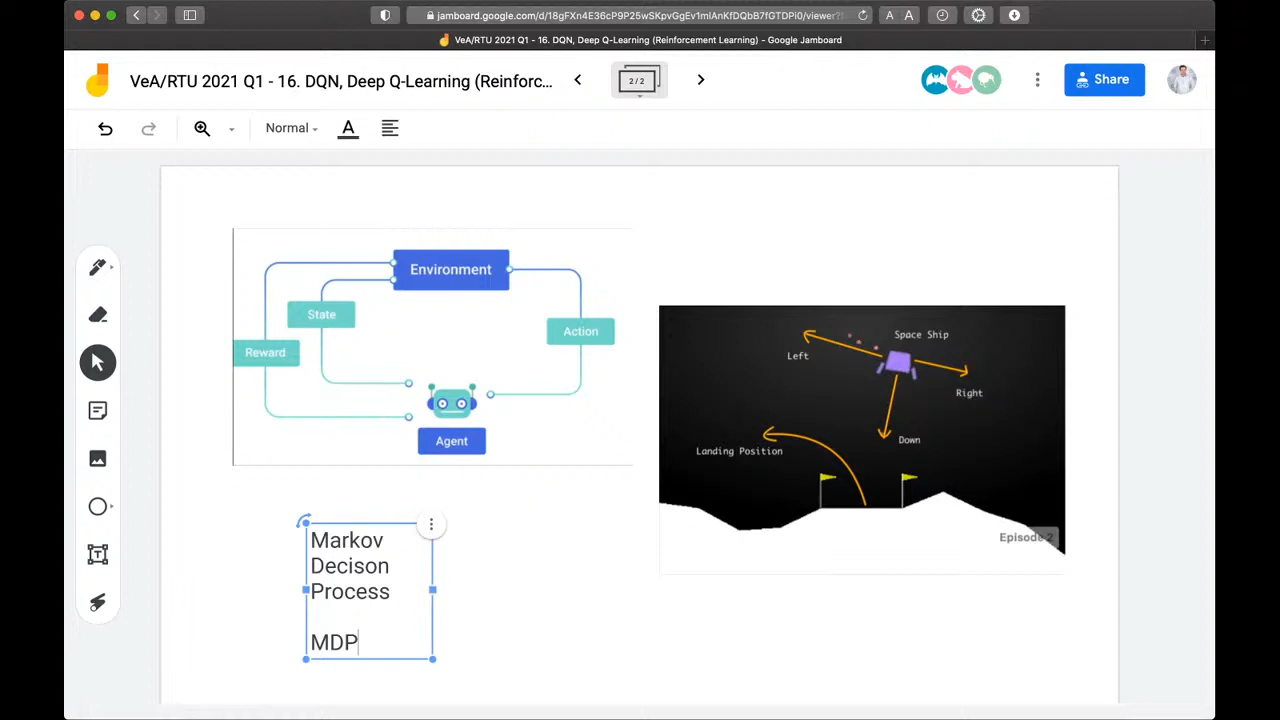 jamboard.google.com/d/18gFXn4E36cP9P25wSKpvGgEv1mlAnKfDQbB7fGTDPi0/viewer?
A A
VeA/RTU 2021 Q1 - 16. DQN, Deep Q-Learning (Reinforcement Learning) – Google Jamboard
VeA/RTU 2021 Q1 - 16. DQN, Deep Q-Learning (Reinforc...
2/2
Share
Normal
A
Environment
State
Action
Reward
Agent
Space Ship
Left
Right
Down
Landing Position
Episode 2
Markov
Decison
Process
MDP